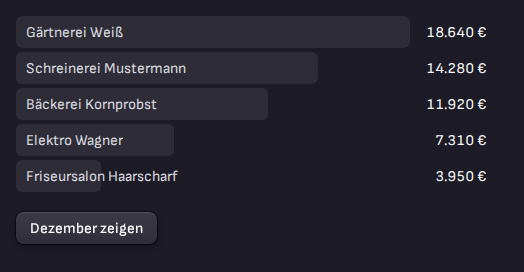 Gärtnerei Weiß 18.640 €
Schreinerei Mustermann 14.280 €
Bäckerei Kornprobst 11.920 €
Elektro Wagner 7.310 €
Friseursalon Haarscharf 3.950 €
Dezember zeigen